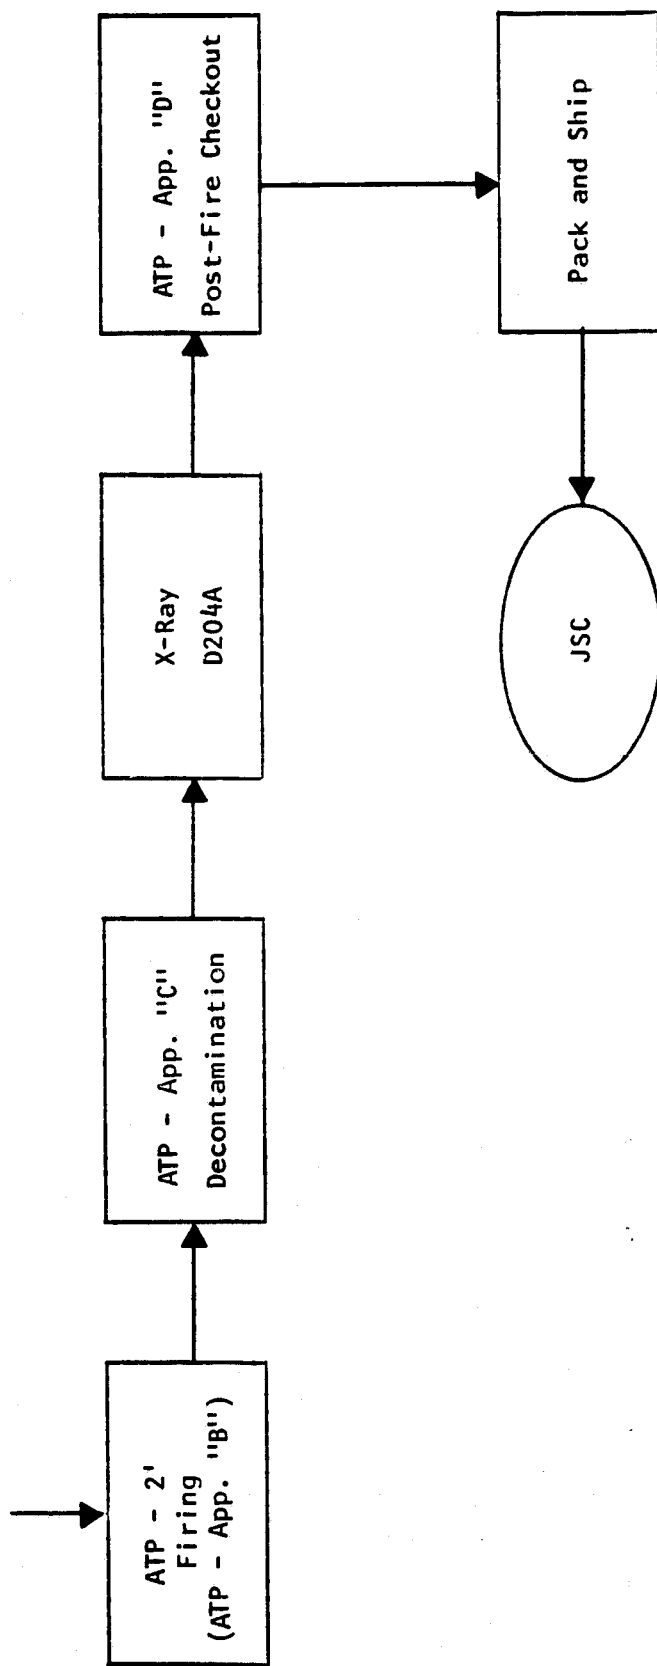 ATP - 2'
Firing
(ATP - App. "B")
ATP - App. "C"
Decontamination
X-Ray
D204A
ATP - App. "D"
Post-Fire Checkout
Pack and Ship
JSC